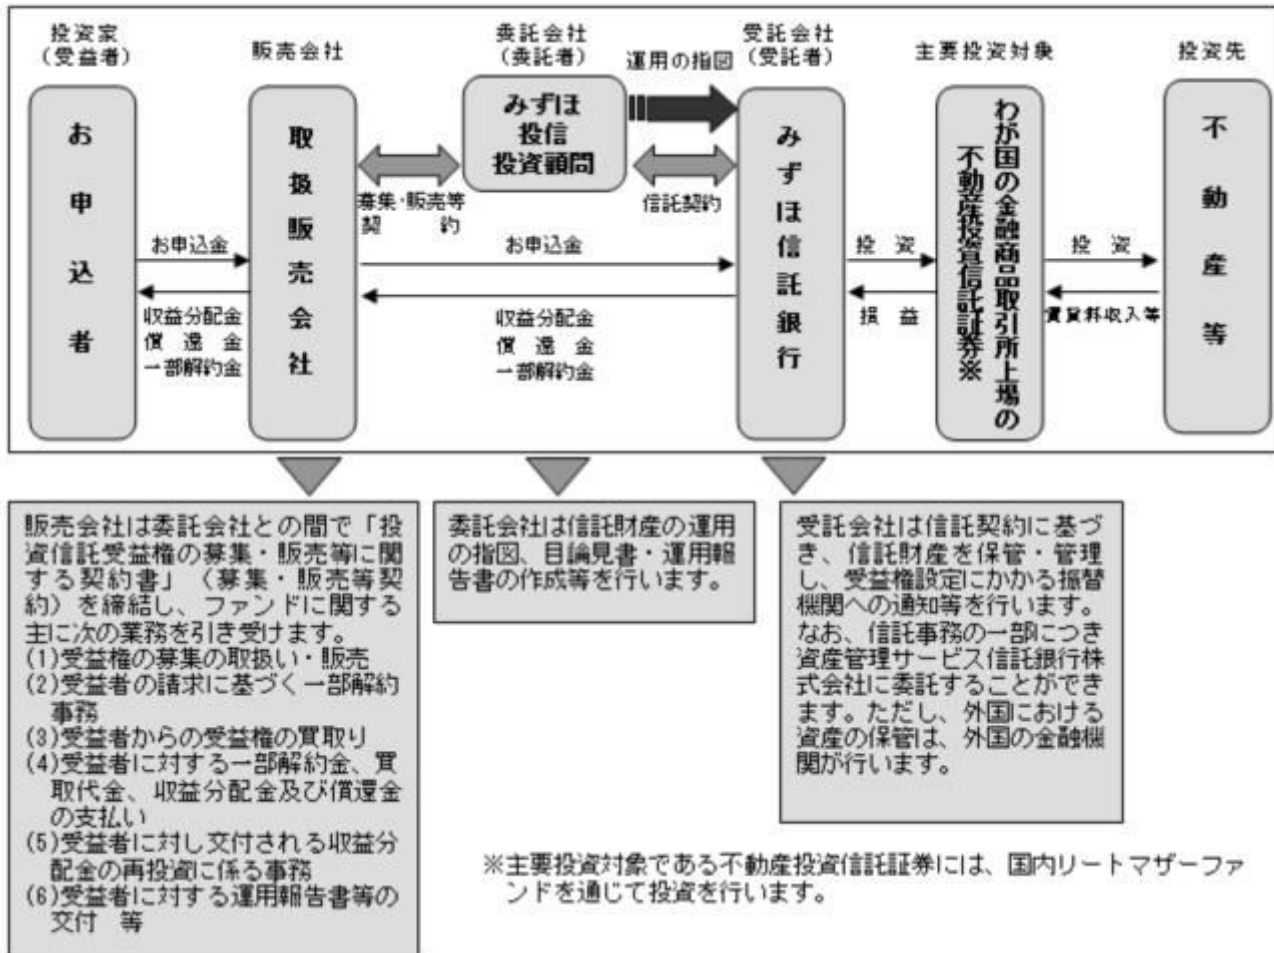 投資家
（受益者）
販売会社
委託会社
（委託者）
運用の指図
受託会社
（受託者）
主要投資対象
投資先
お申込者
取扱販売会社
みずほ
投信
投資顧問
みずほ信託銀行
わが国の金融商品取引所上場の
不動産投資信託証券※
不動産等
募集・販売等
契　約
信託契約
お申込金
お申込金
投　資
投　資
収益分配金
償　還　金
一部解約金
収益分配金
償　還　金
一部解約金
損　益
賃貸料収入等
販売会社は委託会社との間で「投
資信託受益権の募集・販売等に関
する契約書」（募集・販売等契
約）を締結し、ファンドに関する
主に次の業務を引き受けます。
(1)受益権の募集の取扱い・販売
(2)受益者の請求に基づく一部解約
事務
(3)受益者からの受益権の買取り
(4)受益者に対する一部解約金、買
取代金、収益分配金及び償還金
の支払い
(5)受益者に対し交付される収益分
配金の再投資に係る事務
(6)受益者に対する運用報告書等の
交付　等
委託会社は信託財産の運用
の指図、目論見書・運用報
告書の作成等を行います。
受託会社は信託契約に基づ
き、信託財産を保管・管理
し、受益権設定にかかる振替
機関への通知等を行います。
なお、信託事務の一部につき
資産管理サービス信託銀行株
式会社に委託することができ
ます。ただし、外国における
資産の保管は、外国の金融機
関が行います。
※主要投資対象である不動産投資信託証券には、国内リートマザーファ
ンドを通じて投資を行います。